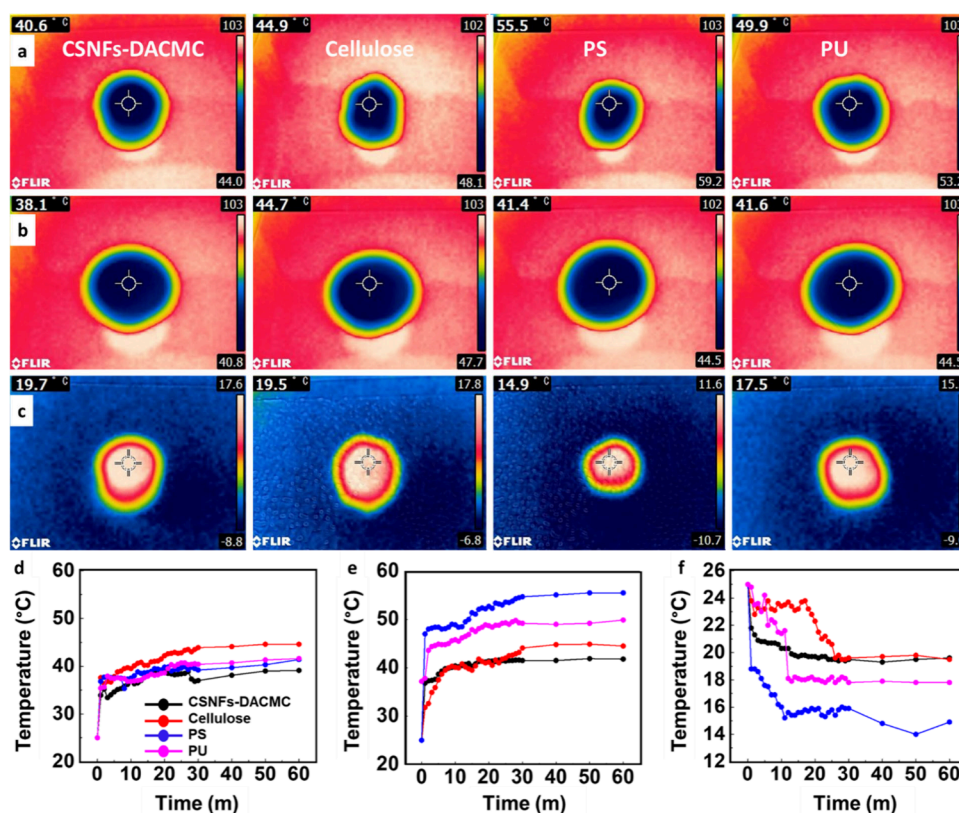 40.6 ° C 103
a CSNFs-DACMC
FLIR 44.0
44.9 ° C 102
Cellulose
FLIR 48.1
55.5 ° C 103
PS
FLIR 59.2
49.9 ° C 103
PU
FLIR
38.1 ° C 103
b
FLIR 40.8
44.7 ° C 103
FLIR 47.7
41.4 ° C 102
FLIR 44.5
41.6 ° C 103
FLIR 44.5
19.7 ° C 17.6
c
FLIR -8.8
19.5 ° C 17.8
FLIR -6.8
14.9 ° C 11.6
FLIR -10.7
17.5 ° C
FLIR
d
60
50
40
30
20
Temperature (°C)
CSNFs-DACMC
Cellulose
PS
PU
0 10 20 30 40 50 60
Time (m)
e
60
50
40
30
20
Temperature (°C)
0 10 20 30 40 50 60
Time (m)
f
26
24
22
20
18
16
14
12
Temperature (°C)
0 10 20 30 40 50 60
Time (m)